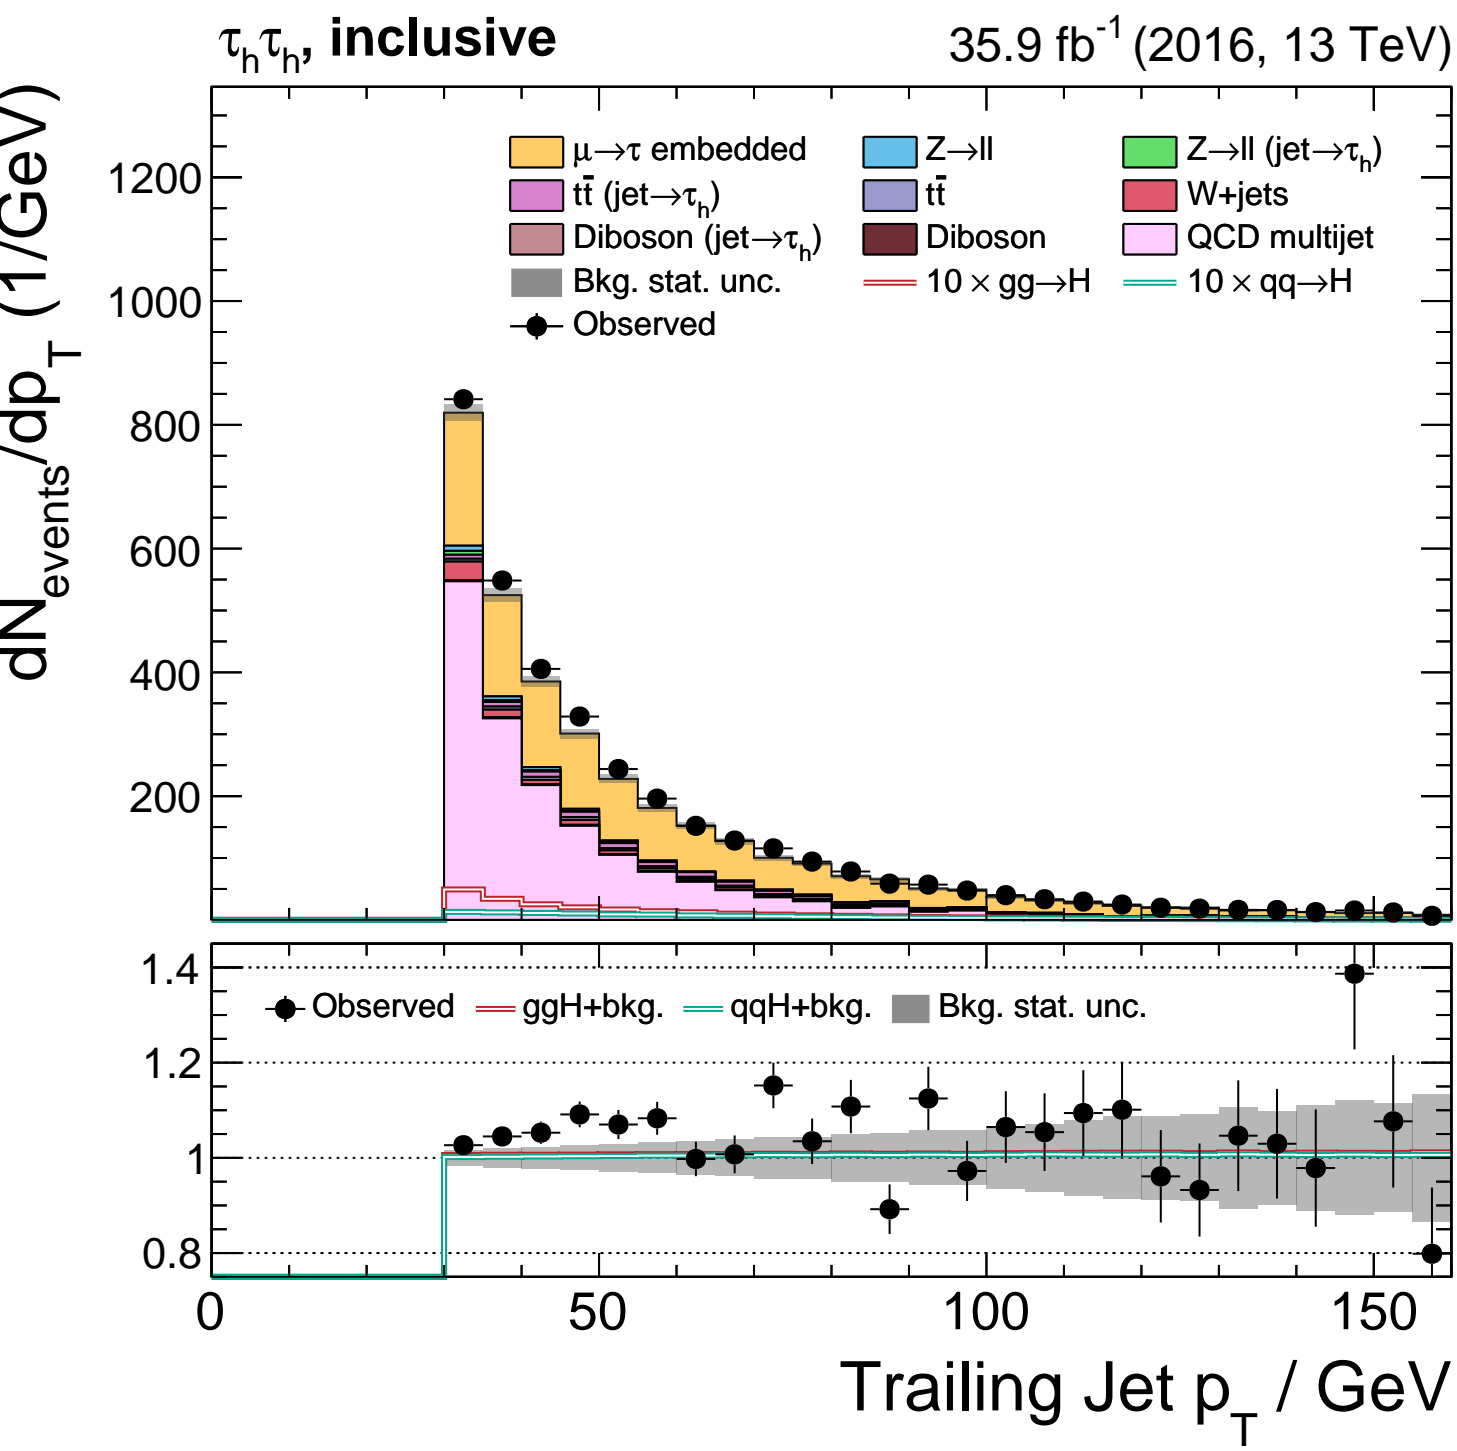 τhτh, inclusive 35.9 fb-1 (2016, 13 TeV)
dNevents/dpT (1/GeV)
μ→τ embedded Z→ll Z→ll (jet→τh)
tt̄ (jet→τh) tt̄ W+jets
Diboson (jet→τh) Diboson QCD multijet
Bkg. stat. unc. 10 × gg→H 10 × qq→H
Observed
1200
1000
800
600
400
200
1.4
Observed ggH+bkg. qqH+bkg. Bkg. stat. unc.
1.2
1
0.8
0 50 100 150
Trailing Jet pT / GeV